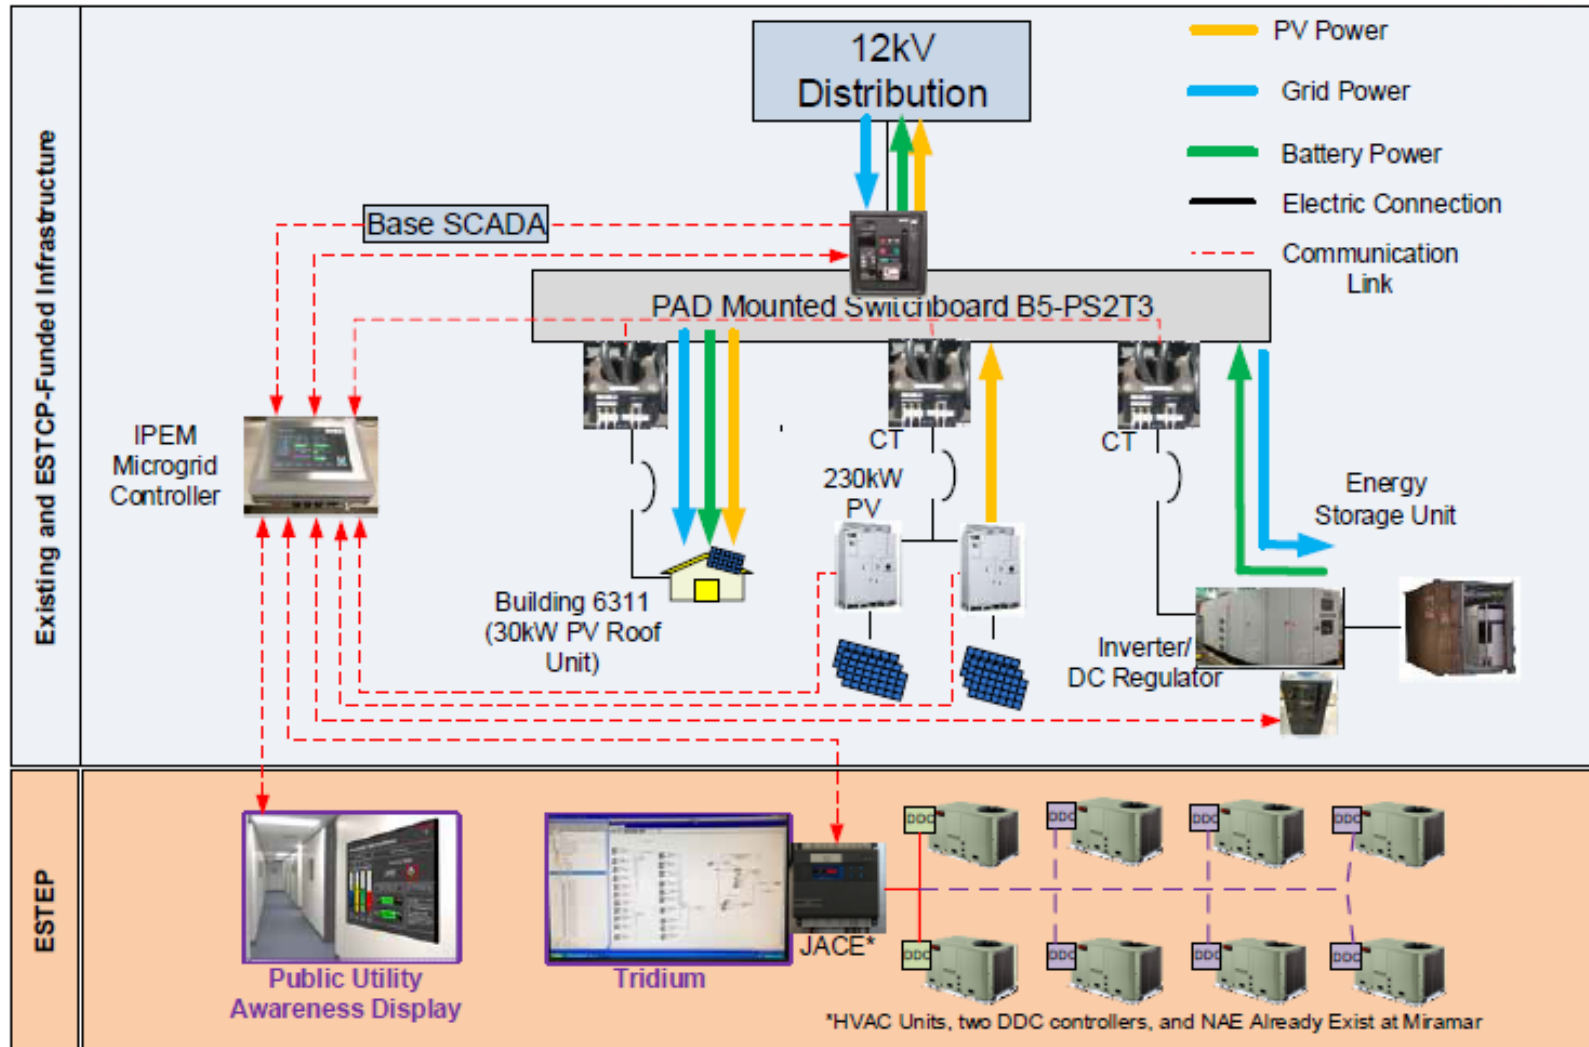 12kV
Distribution
PV Power
Grid Power
Battery Power
Electric Connection
Communication
Link
Base SCADA
PAD Mounted Switchboard B5-PS2T3
IPEM
Microgrid
Controller
CT
CT
230kW
PV
Energy
Storage Unit
Building 6311
(30kW PV Roof
Unit)
Inverter/
DC Regulator
Existing and ESTCP-Funded Infrastructure
ESTEP
DDC
DDC
DDC
DDC
DDC
DDC
DDC
DDC
JACE*
Public Utility
Awareness Display
Tridium
*HVAC Units, two DDC controllers, and NAE Already Exist at Miramar